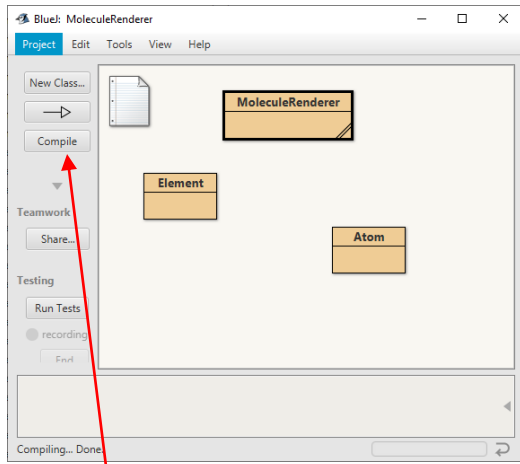 BlueJ: MoleculeRenderer
Project Edit Tools View Help
New Class...
Compile
Teamwork
Share...
Testing
Run Tests
recording
End
MoleculeRenderer
Element
Atom
Compiling... Done.